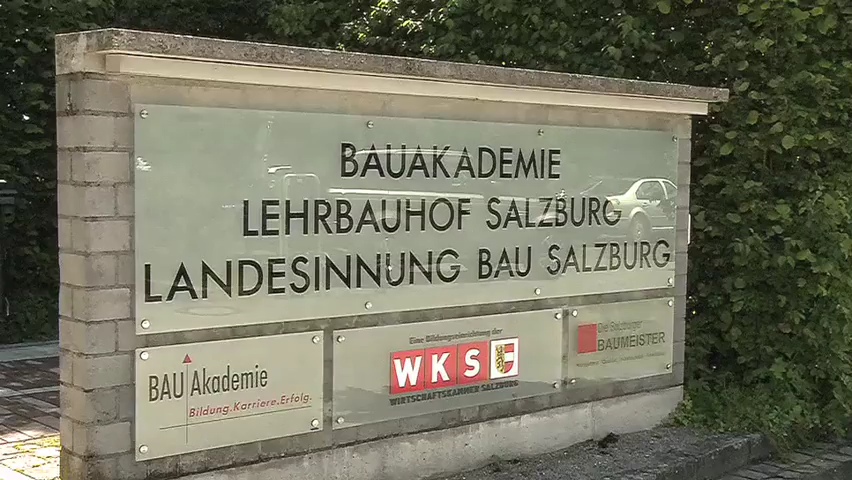 BAUAKADEMIE
LEHRBAUHOF SALZBURG
LANDESINNUNG BAU SALZBURG
BAU Akademie
Bildung.Karriere.Erfolg.
Eine Bildungseinrichtung der
WKS
WIRTSCHAFTSKAMMER SALZBURG
Die Bauträger
BAUMEISTER